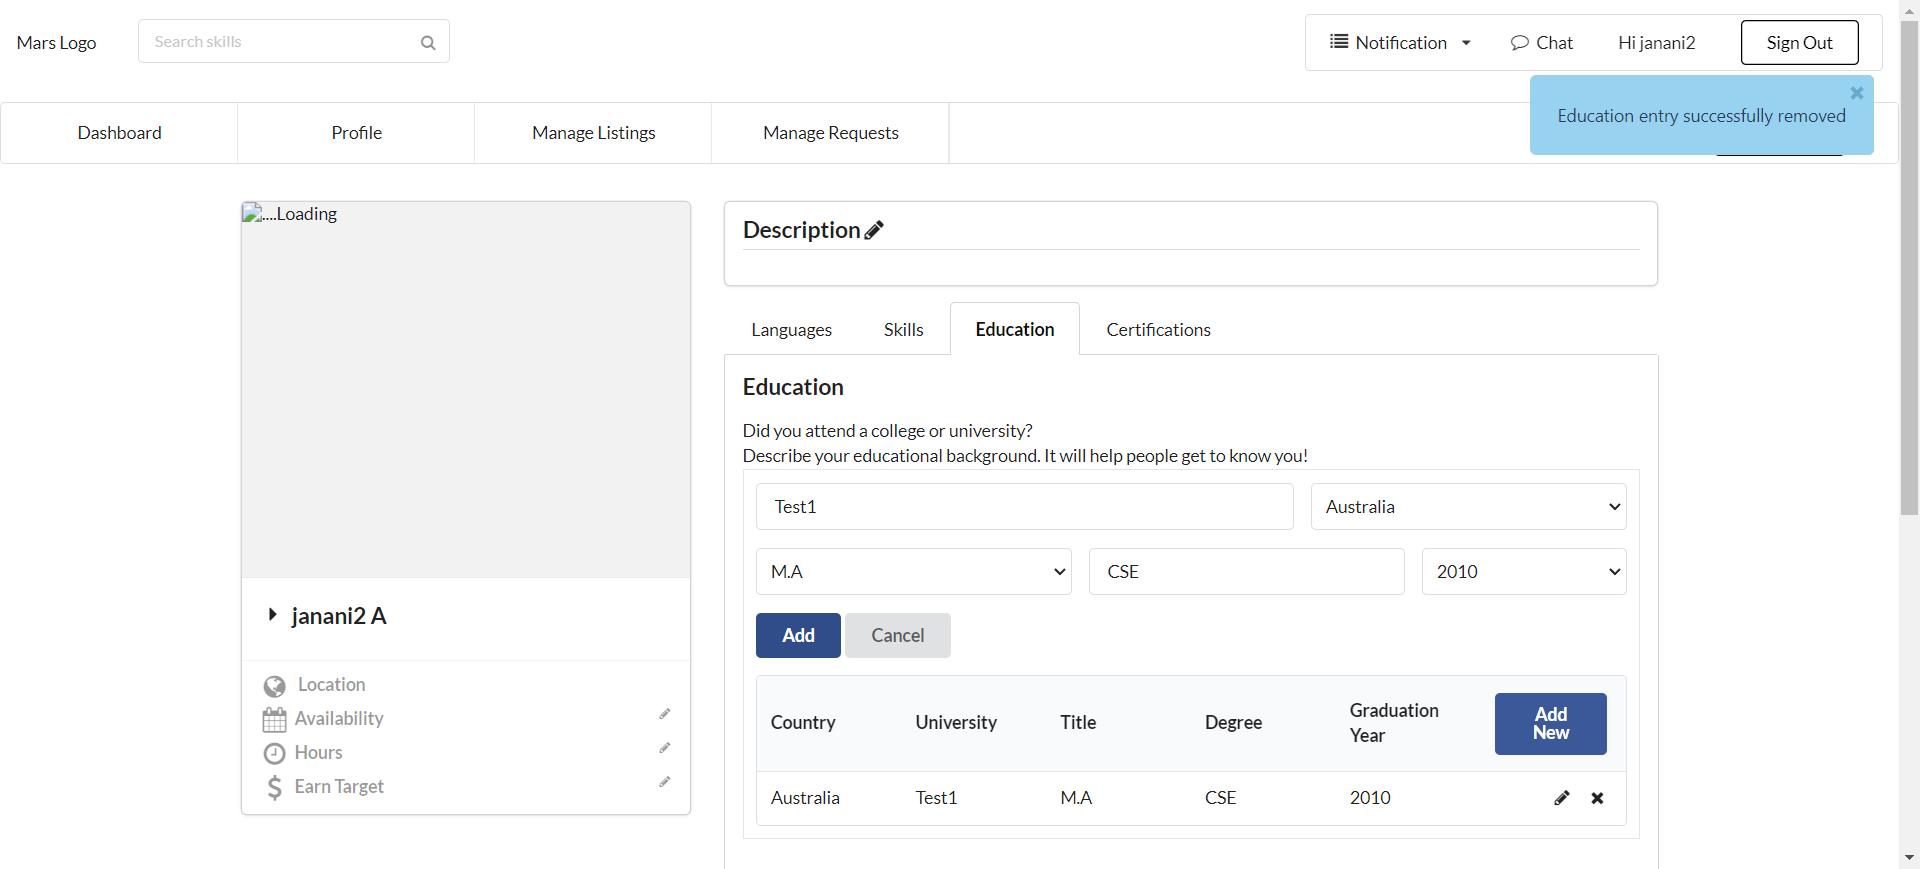 Mars Logo
Search skills
Notification
Chat
Hi janani2
Sign Out
Education entry successfully removed
Dashboard
Profile
Manage Listings
Manage Requests
....Loading
janani2 A
Location
Availability
Hours
Earn Target
Description
Languages
Skills
Education
Certifications
Education
Did you attend a college or university?
Describe your educational background. It will help people get to know you!
Test1
Australia
M.A
CSE
2010
Add
Cancel
Country
University
Title
Degree
Graduation
Year
Add
New
Australia
Test1
M.A
CSE
2010